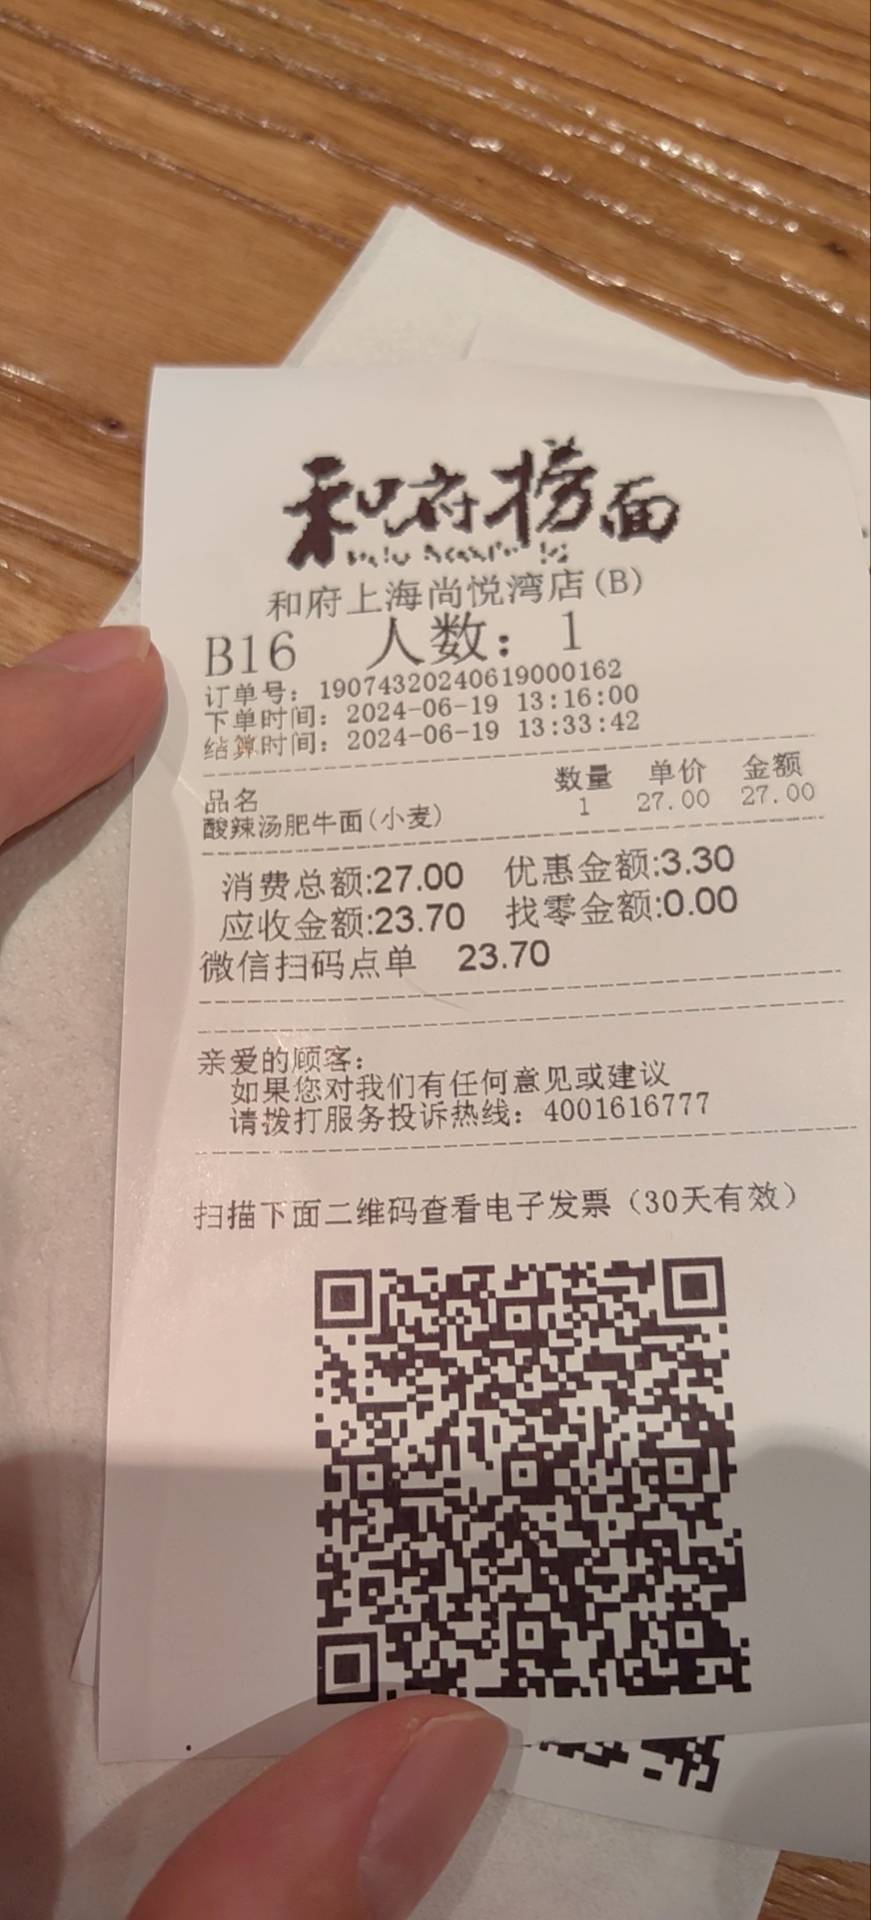 和府捞面
和府上海尚悦湾店(B)
B16 人数: 1
订单号: 19074320240619000162
下单时间: 2024-06-19 13:16:00
结算时间: 2024-06-19 13:33:42
品名 数量 单价 金额
酸辣汤肥牛面(小麦) 1 27.00 27.00
消费总额:27.00 优惠金额:3.30
应收金额:23.70 找零金额:0.00
微信扫码点单 23.70
亲爱的顾客:
如果您对我们有任何意见或建议
请拨打服务投诉热线: 4001616777
扫描下面二维码查看电子发票（30天有效）